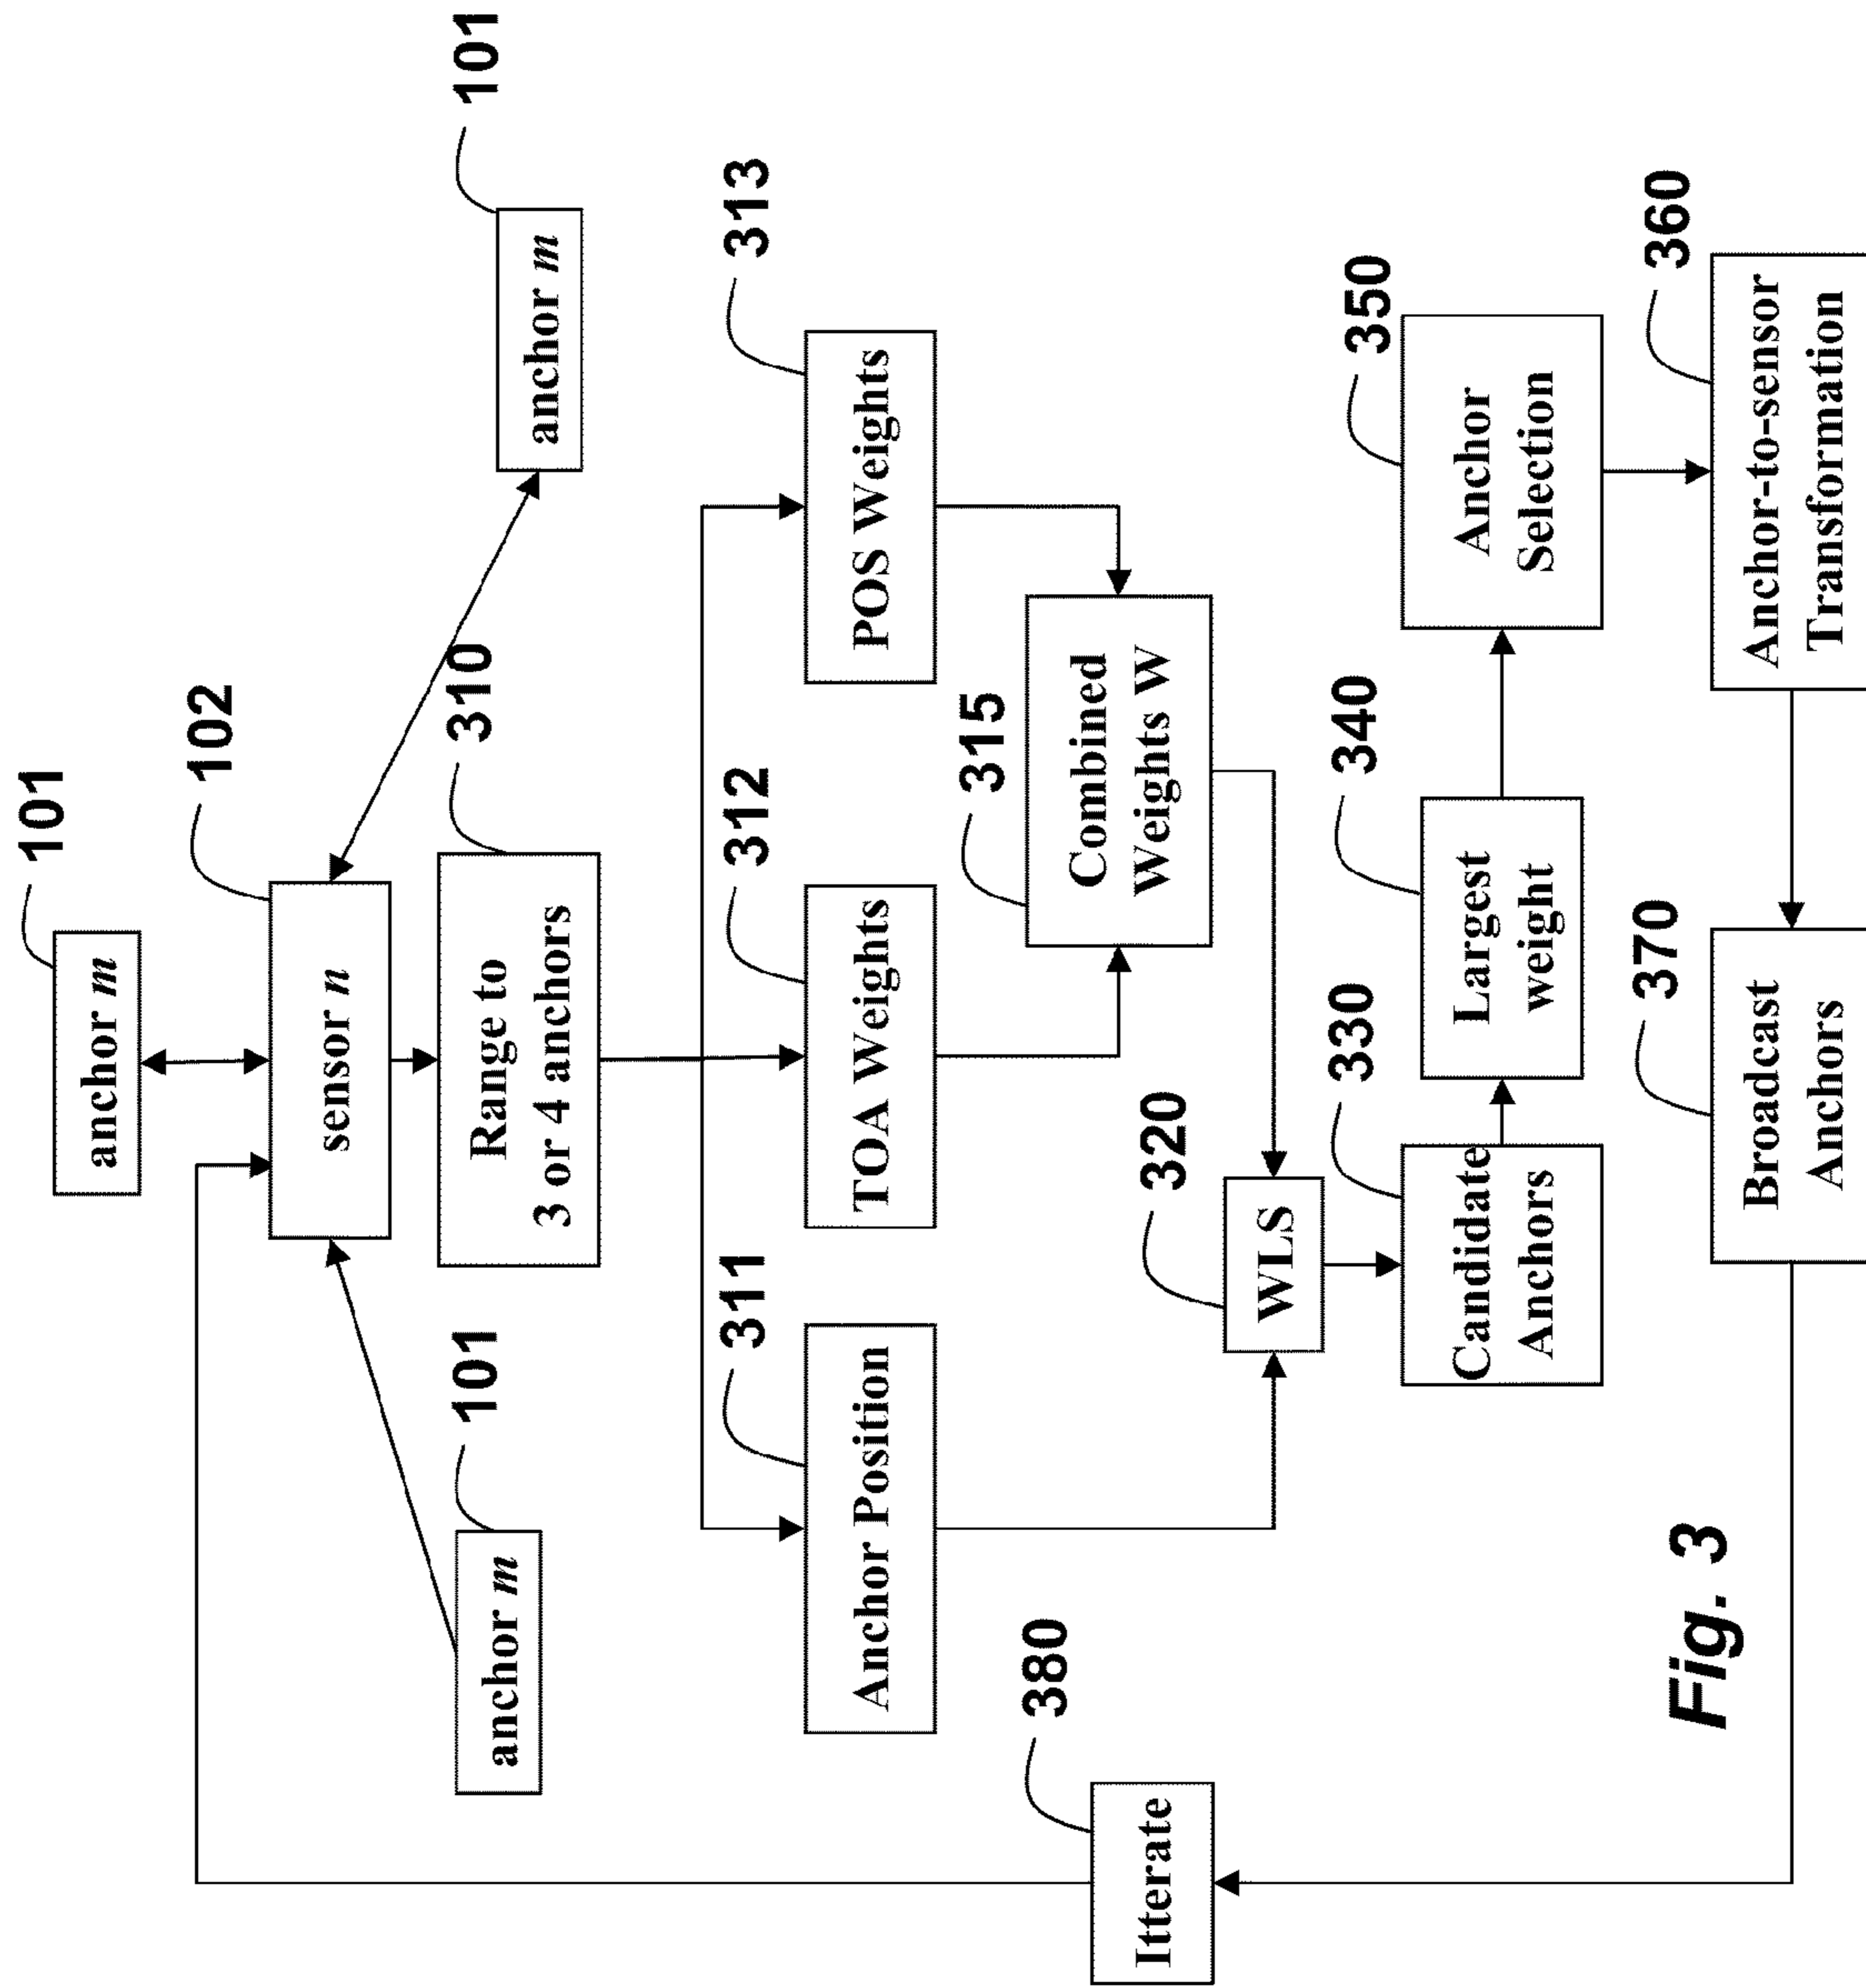 101
anchor m
102
sensor n
101
anchor m
101
anchor m
310
Range to
3 or 4 anchors
311
Anchor Position
312
TOA Weights
313
POS Weights
315
Combined
Weights W
320
WLS
330
Candidate
Anchors
340
Largest
weight
350
Anchor
Selection
360
Anchor-to-sensor
Transformation
370
Broadcast
Anchors
380
Itterate
Fig. 3